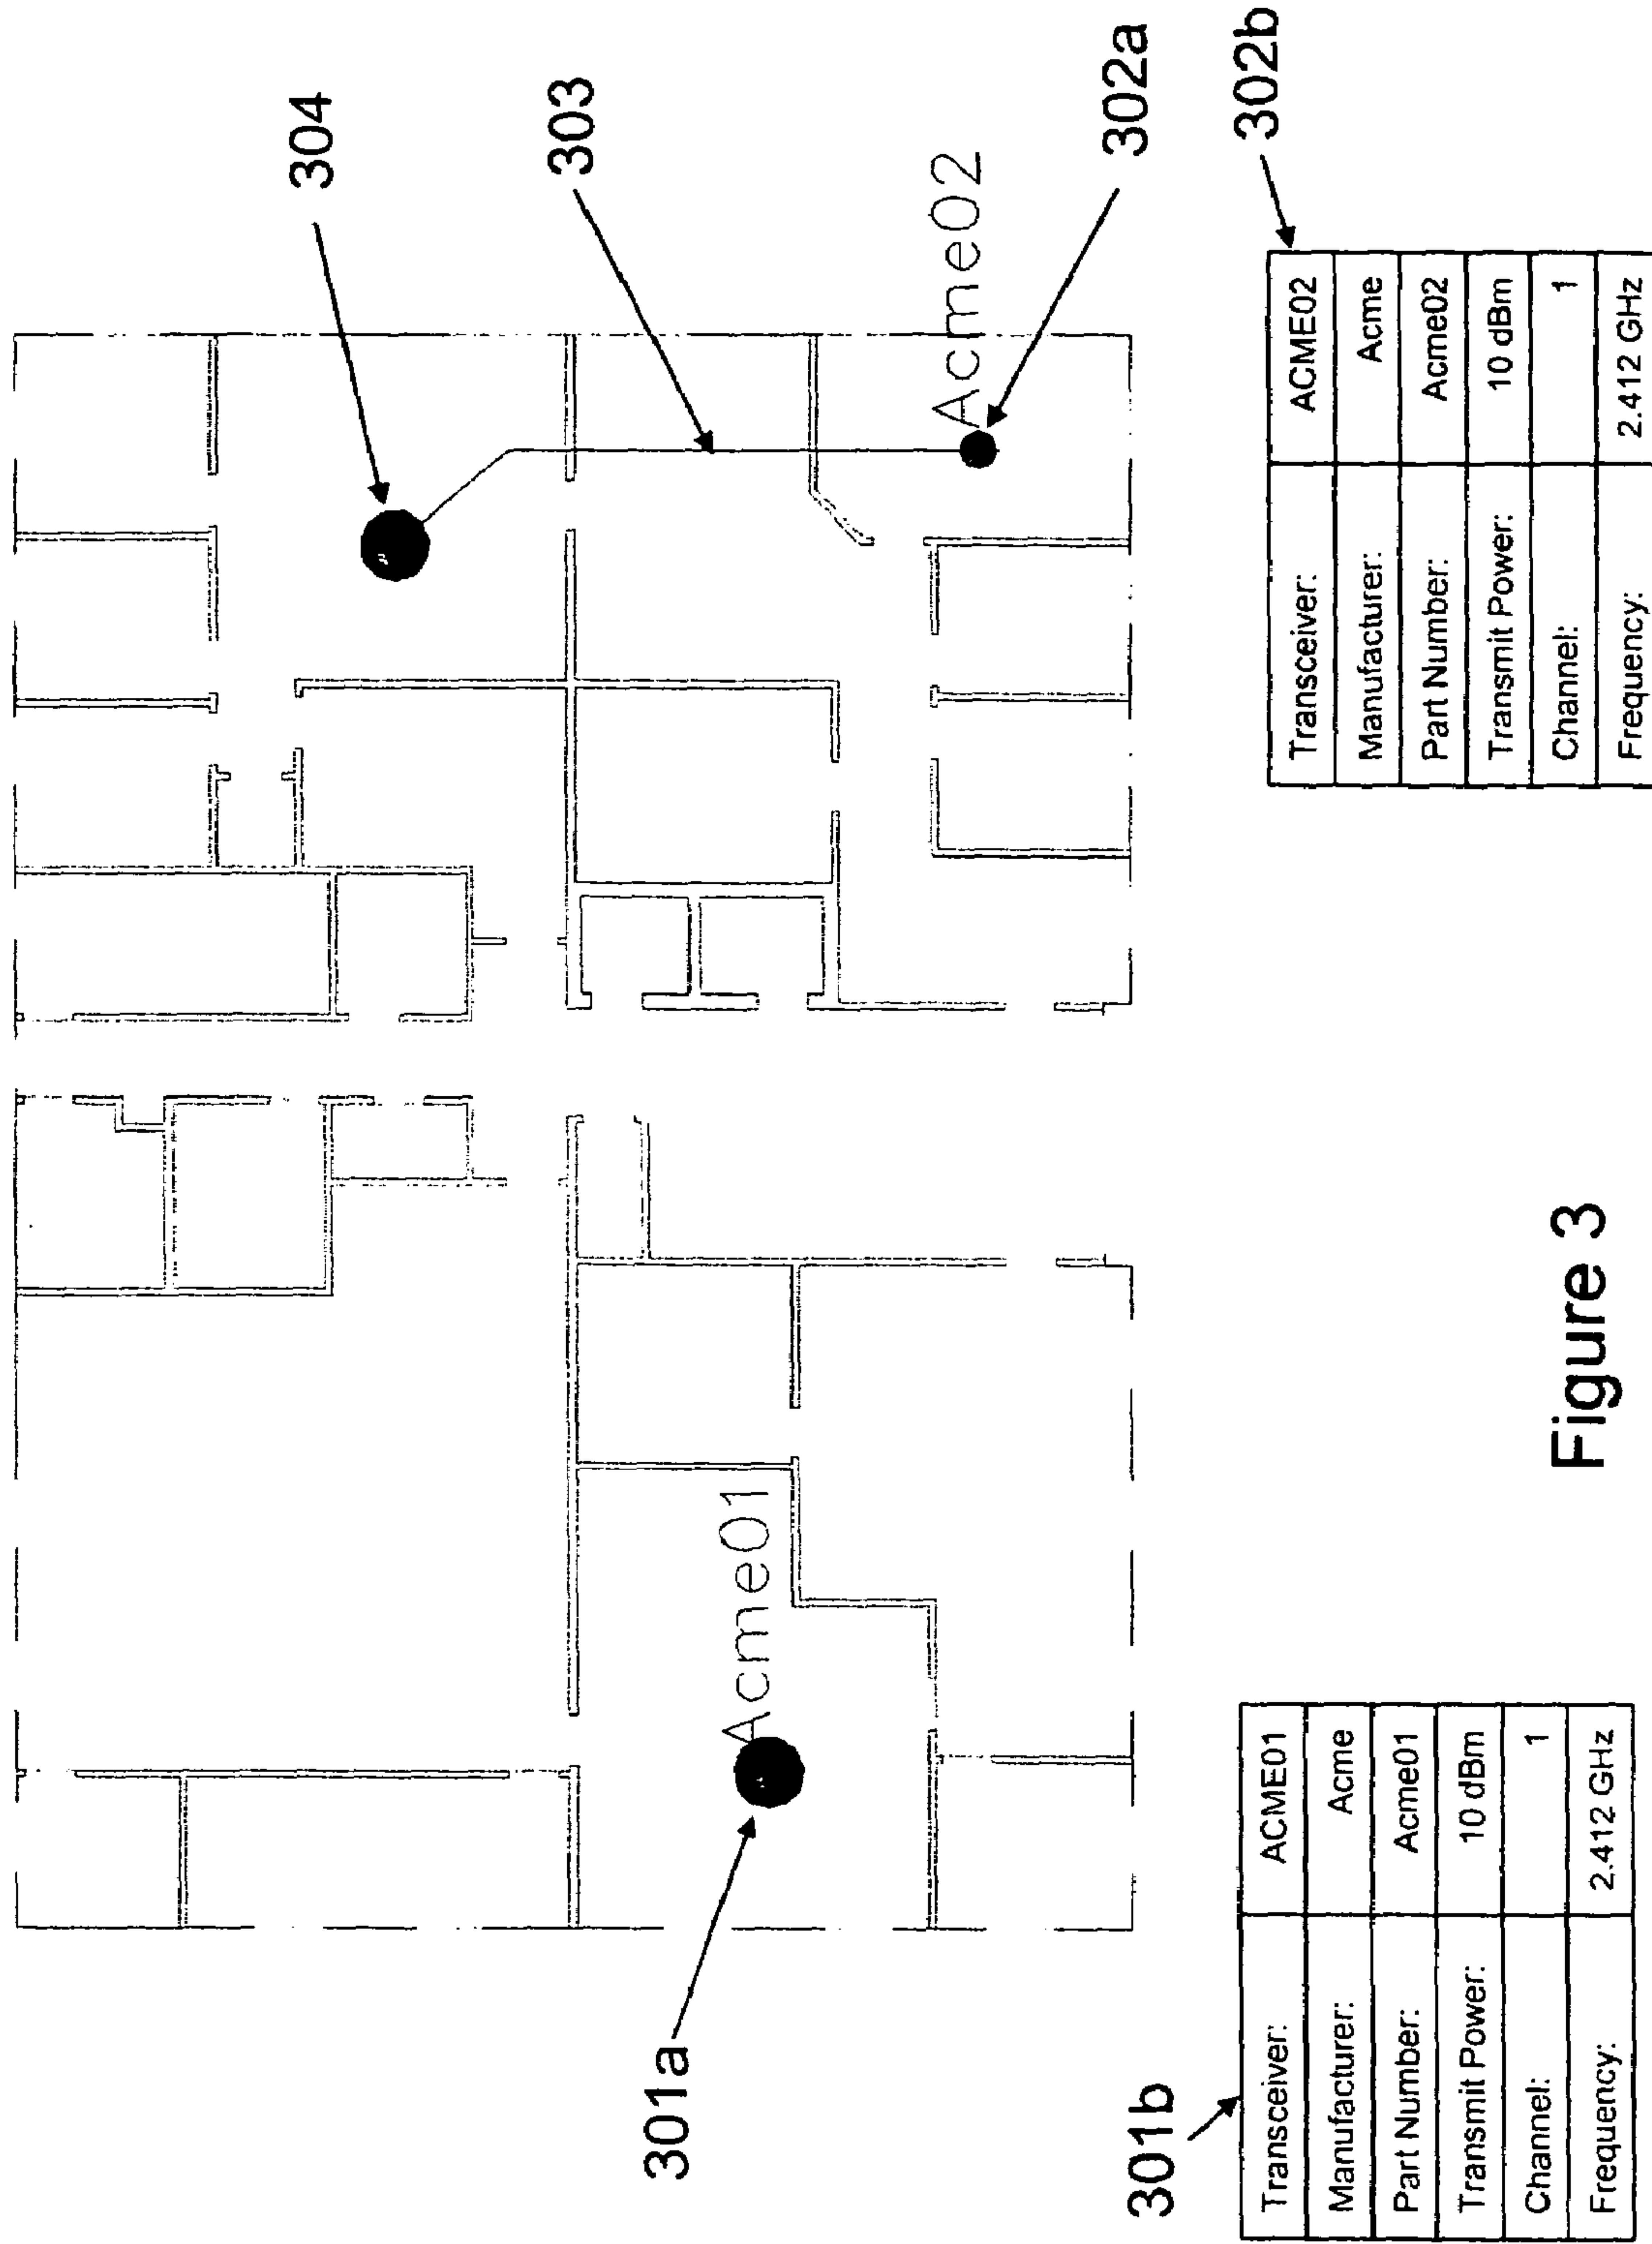 304
303
Acme02
302a
Acme01
301a
301b
Transceiver: ACME01
Manufacturer: Acme
Part Number: Acme01
Transmit Power: 10 dBm
Channel: 1
Frequency: 2.412 GHz
302b
Transceiver: ACME02
Manufacturer: Acme
Part Number: Acme02
Transmit Power: 10 dBm
Channel: 1
Frequency: 2.412 GHz
Figure 3